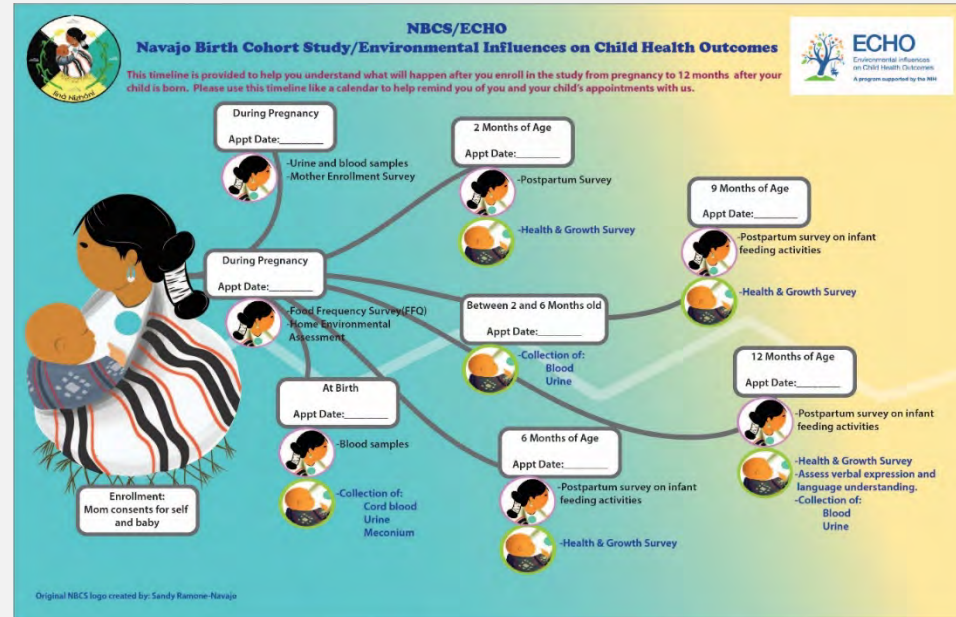 NBCS/ECHO
Navajo Birth Cohort Study/Environmental Influences on Child Health Outcomes
This timeline is provided to help you understand what will happen after you enroll in the study from pregnancy to 12 months after your
child is born. Please use this timeline like a calendar to help remind you of you and your child's appointments with us.
ECHO
Environmental influences
on Child Health Outcomes
A program supported by the NIH
During Pregnancy
Appt Date:________
-Urine and blood samples
-Mother Enrollment Survey
2 Months of Age
Appt Date:________
-Postpartum Survey
-Health & Growth Survey
9 Months of Age
Appt Date:________
-Postpartum survey on infant
feeding activities
-Health & Growth Survey
During Pregnancy
Appt Date:________
-Food Frequency Survey(FFQ)
-Home Environmental
Assessment
Between 2 and 6 Months old
Appt Date:________
-Collection of:
Blood
Urine
At Birth
Appt Date:________
-Blood samples
-Collection of:
Cord blood
Urine
Meconium
12 Months of Age
Appt Date:________
-Postpartum survey on infant
feeding activities
-Health & Growth Survey
-Assess verbal expression and
language understanding.
-Collection of:
Blood
Urine
6 Months of Age
Appt Date:________
-Postpartum survey on infant
feeding activities
-Health & Growth Survey
Enrollment:
Mom consents for self
and baby
Original NBCS logo created by: Sandy Ramone-Navajo